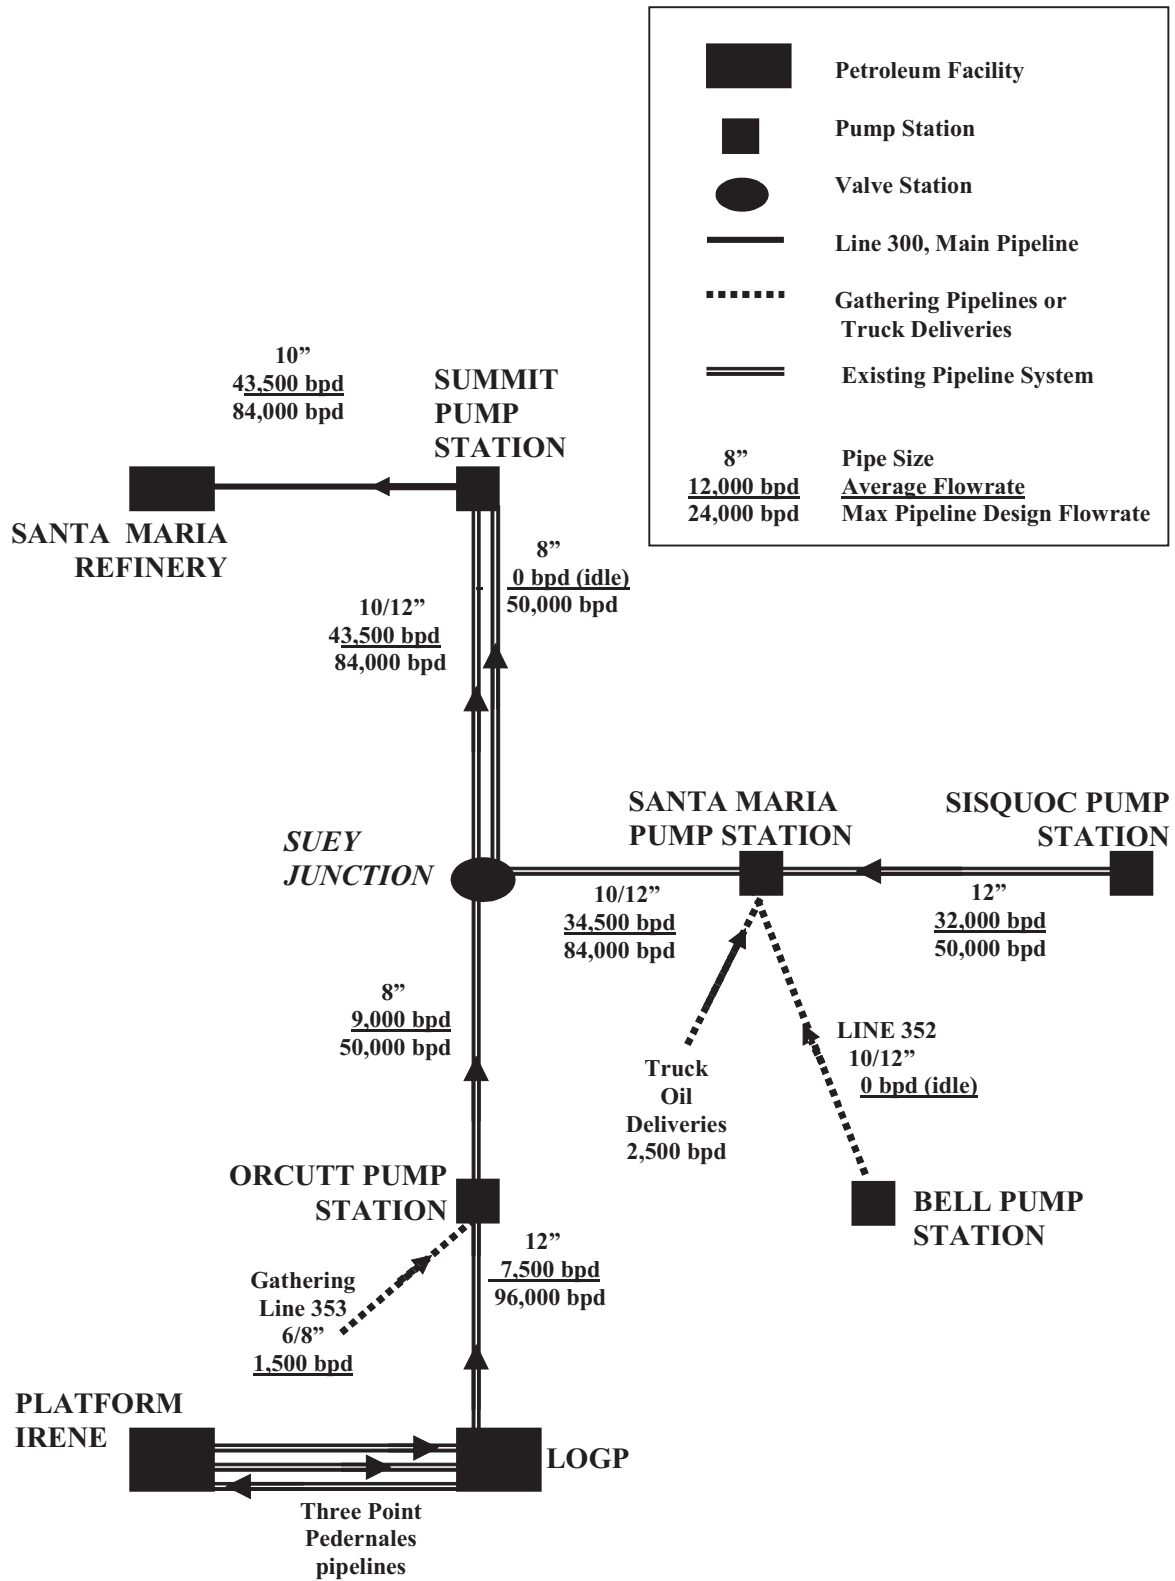 Petroleum Facility
Pump Station
Valve Station
Line 300, Main Pipeline
Gathering Pipelines or
Truck Deliveries
Existing Pipeline System
8” Pipe Size
12,000 bpd Average Flowrate
24,000 bpd Max Pipeline Design Flowrate
10”
43,500 bpd
84,000 bpd
SUMMIT
PUMP
STATION
SANTA MARIA
REFINERY
8”
0 bpd (idle)
50,000 bpd
10/12”
43,500 bpd
84,000 bpd
SUEY
JUNCTION
SANTA MARIA
PUMP STATION
SISQUOC PUMP
STATION
10/12”
34,500 bpd
84,000 bpd
12”
32,000 bpd
50,000 bpd
8”
9,000 bpd
50,000 bpd
Truck
Oil
Deliveries
2,500 bpd
LINE 352
10/12”
0 bpd (idle)
ORCUTT PUMP
STATION
BELL PUMP
STATION
12”
7,500 bpd
96,000 bpd
Gathering
Line 353
6/8”
1,500 bpd
PLATFORM
IRENE
LOGP
Three Point
Pedernales
pipelines